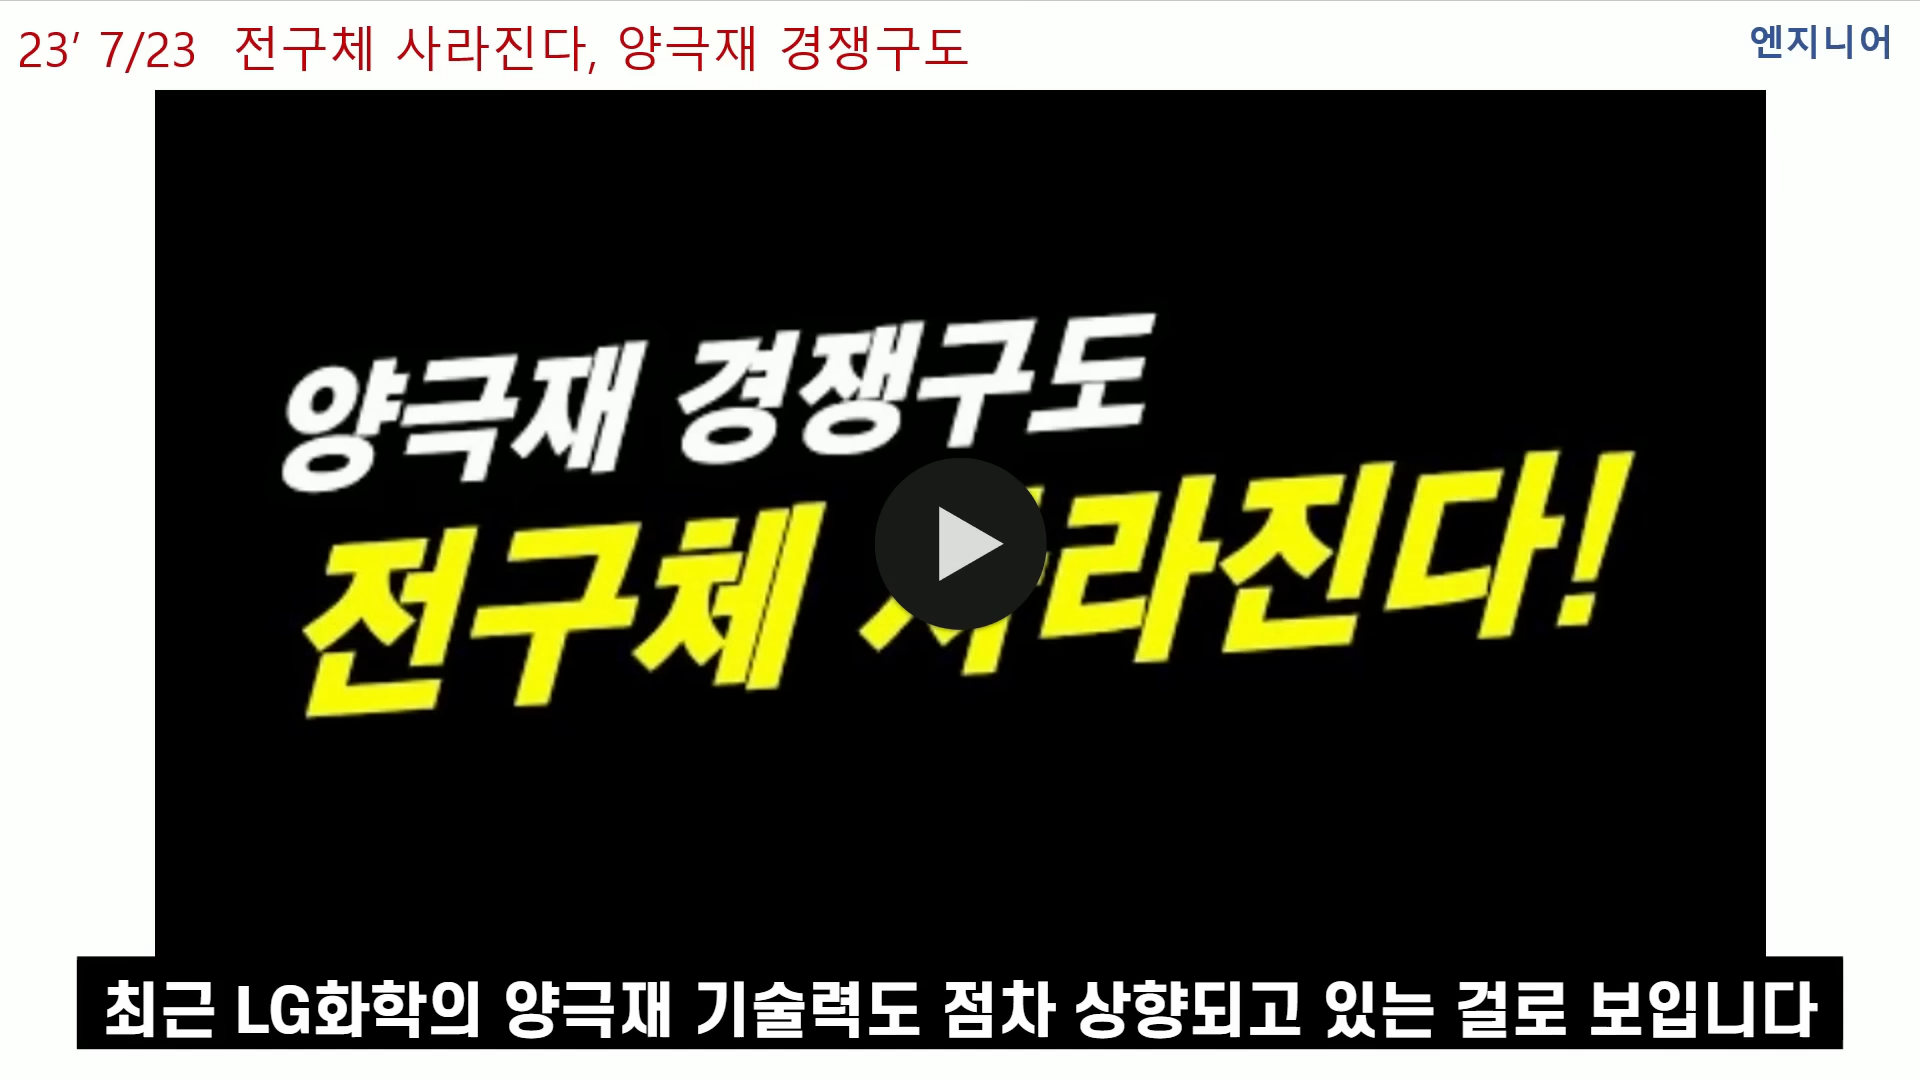 23' 7/23 전구체 사라진다, 양극재 경쟁구도
엔지니어
양극재 경쟁구도
전구체 사라진다!
최근 LG화학의 양극재 기술력도 점차 상향되고 있는 걸로 보입니다